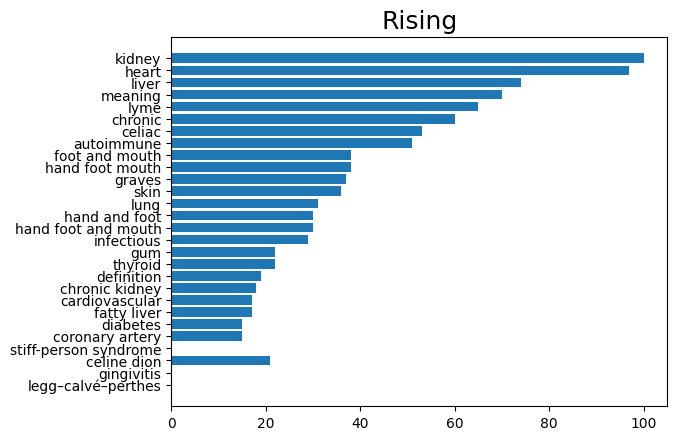 Rising
kidney
heart
liver
meaning
lyme
chronic
celiac
autoimmune
foot and mouth
hand foot mouth
graves
skin
lung
hand and foot
hand foot and mouth
infectious
gum
thyroid
definition
chronic kidney
cardiovascular
fatty liver
diabetes
coronary artery
stiff-person syndrome
celine dion
gingivitis
legg–calvé–perthes
0 20 40 60 80 100